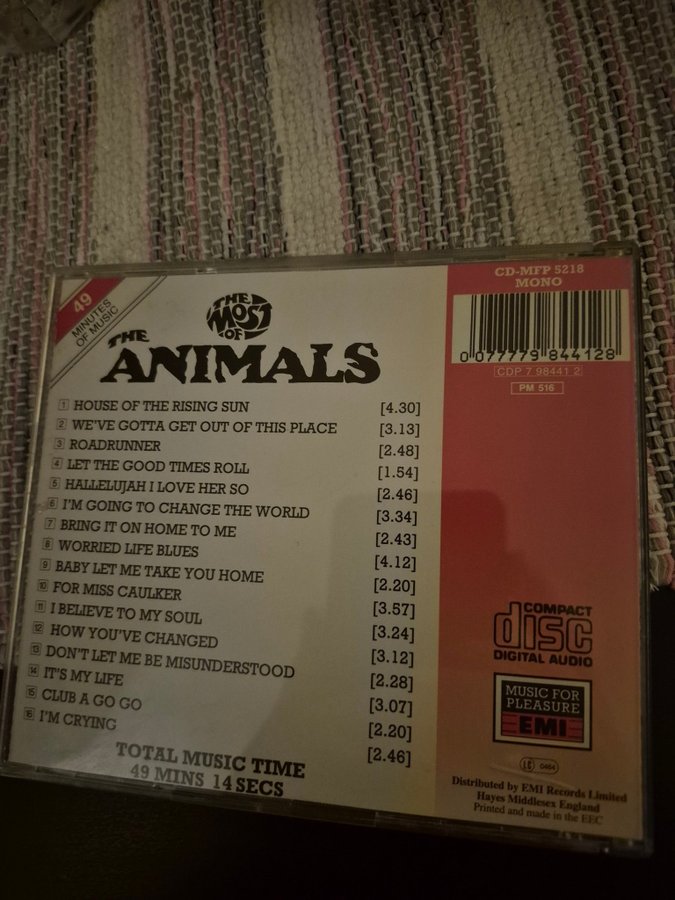 49
MINUTES
OF MUSIC
THE
MOST
OF
THE
ANIMALS
1 HOUSE OF THE RISING SUN [4.30]
2 WE'VE GOTTA GET OUT OF THIS PLACE [3.13]
3 ROADRUNNER [2.48]
4 LET THE GOOD TIMES ROLL [1.54]
5 HALLELUJAH I LOVE HER SO [2.46]
6 I'M GOING TO CHANGE THE WORLD [3.34]
7 BRING IT ON HOME TO ME [2.43]
8 WORRIED LIFE BLUES [4.12]
9 BABY LET ME TAKE YOU HOME [2.20]
10 FOR MISS CAULKER [3.57]
11 I BELIEVE TO MY SOUL [3.24]
12 HOW YOU'VE CHANGED [3.12]
13 DON'T LET ME BE MISUNDERSTOOD [2.28]
14 IT'S MY LIFE [3.07]
15 CLUB A GO GO [2.20]
16 I'M CRYING [2.46]
TOTAL MUSIC TIME
49 MINS 14 SECS
CD-MFP 5218
MONO
0 077779 844128
CDP 7 98441 2
PM 516
COMPACT
disc
DIGITAL AUDIO
MUSIC FOR
PLEASURE
EMI
LC 0464
Distributed by EMI Records Limited
Hayes Middlesex England
Printed and made in the EEC